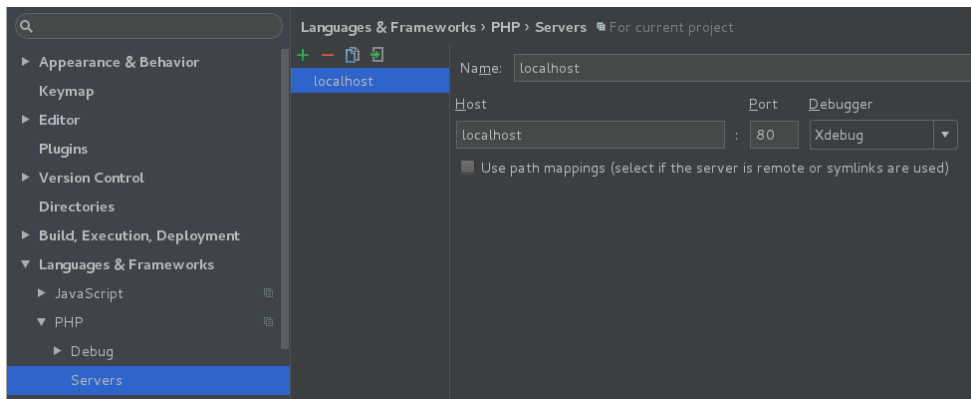 Languages & Frameworks › PHP › Servers For current project
Appearance & Behavior
Keymap
Editor
Plugins
Version Control
Directories
Build, Execution, Deployment
Languages & Frameworks
JavaScript
PHP
Debug
Servers
localhost
Name: localhost
Host Port Debugger
localhost : 80 Xdebug
Use path mappings (select if the server is remote or symlinks are used)